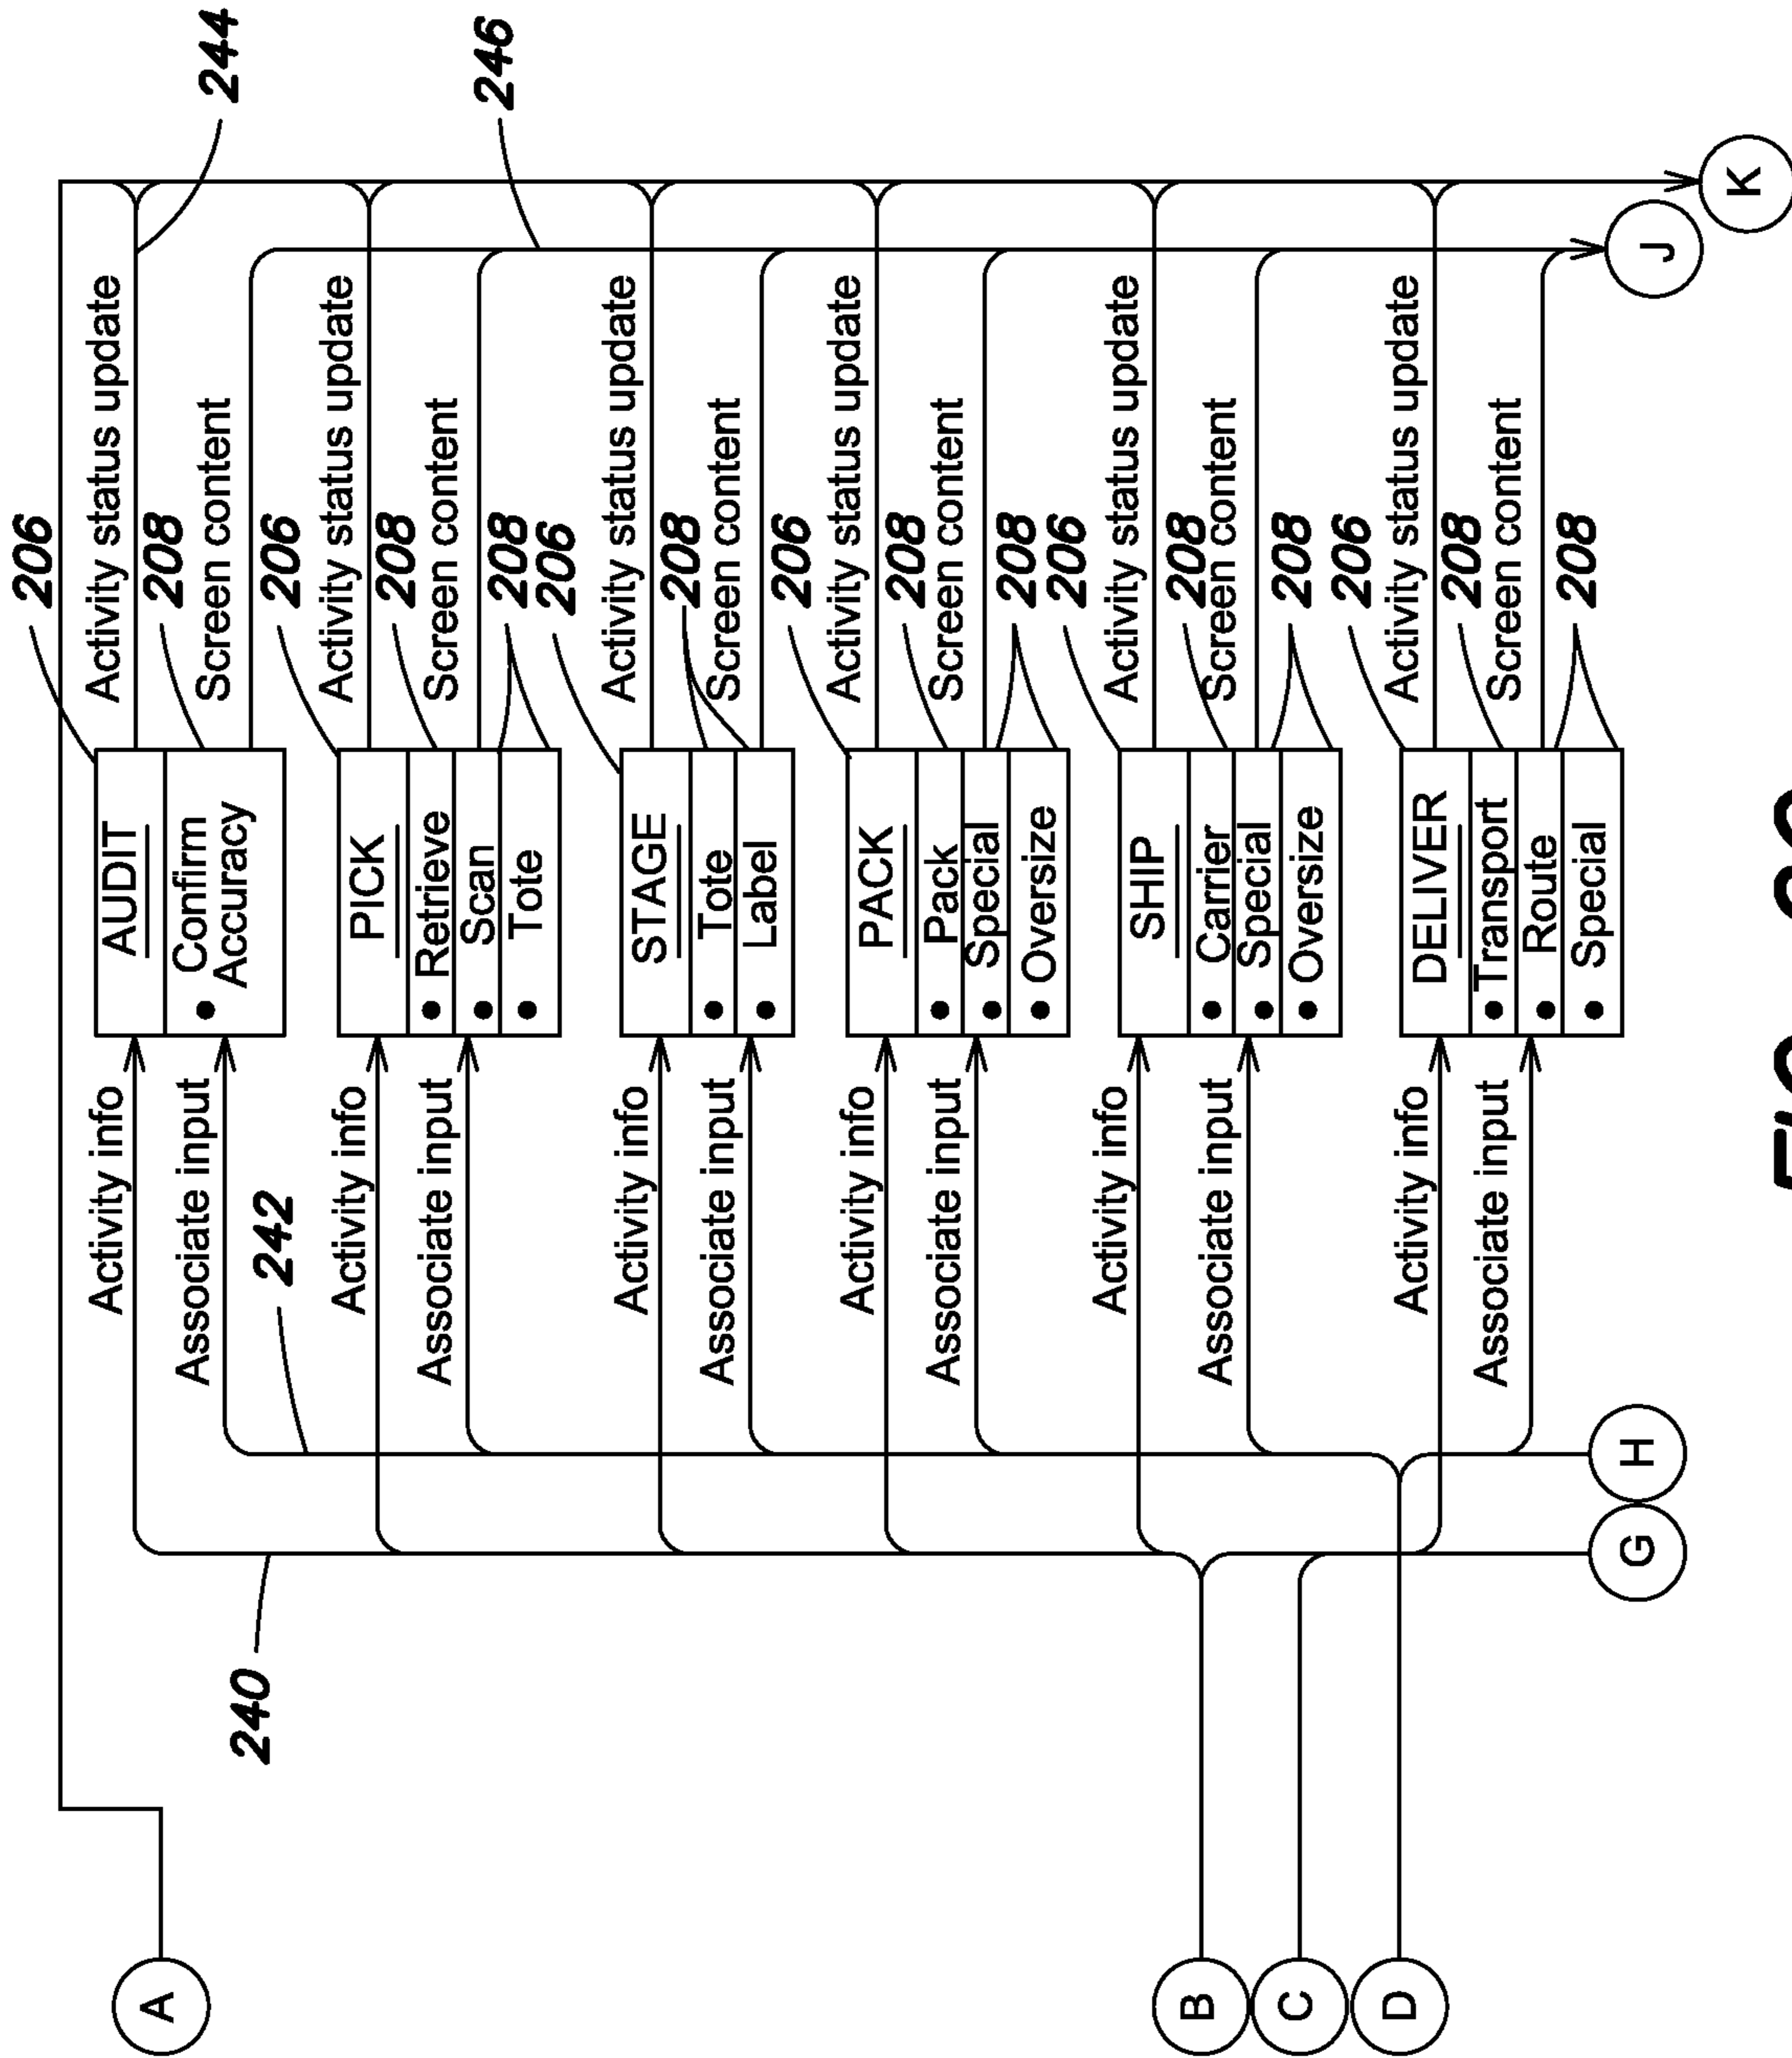 206
244
Activity info
AUDIT
Activity status update
208
Associate input
• Confirm
Accuracy
Screen content
240
242
206
246
Activity info
PICK
Activity status update
208
Associate input
• Retrieve
• Scan
• Tote
Screen content
208
206
Activity info
STAGE
Activity status update
208
Associate input
• Tote
• Label
Screen content
206
Activity info
PACK
Activity status update
208
Associate input
• Pack
• Special
• Oversize
Screen content
208
206
Activity info
SHIP
Activity status update
208
Associate input
• Carrier
• Special
• Oversize
Screen content
208
206
Activity info
DELIVER
Activity status update
208
Associate input
• Transport
• Route
• Special
Screen content
208
A
B
C
D
G
H
J
K